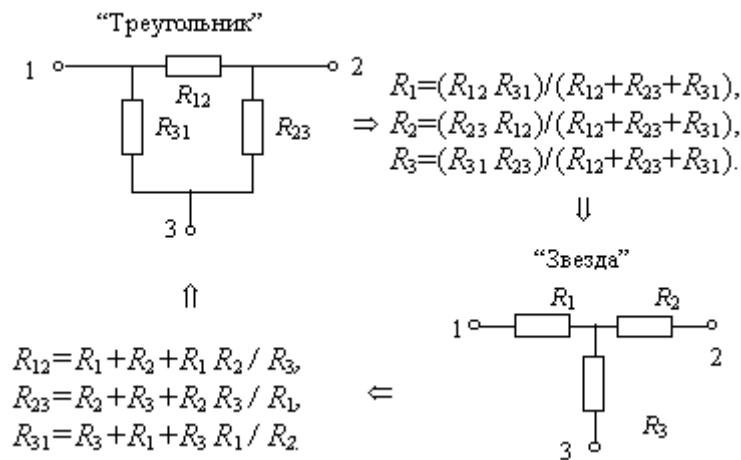 “Треугольник”
1
2
R12
R31
R23
3
⇒
R1=(R12 R31)/(R12+R23+R31),
R2=(R23 R12)/(R12+R23+R31),
R3=(R31 R23)/(R12+R23+R31).
⇓
“Звезда”
R1
R2
1
2
R3
3
⇑
R12=R1+R2+R1 R2 / R3,
R23=R2+R3+R2 R3 / R1,
R31=R3+R1+R3 R1 / R2.
⇐